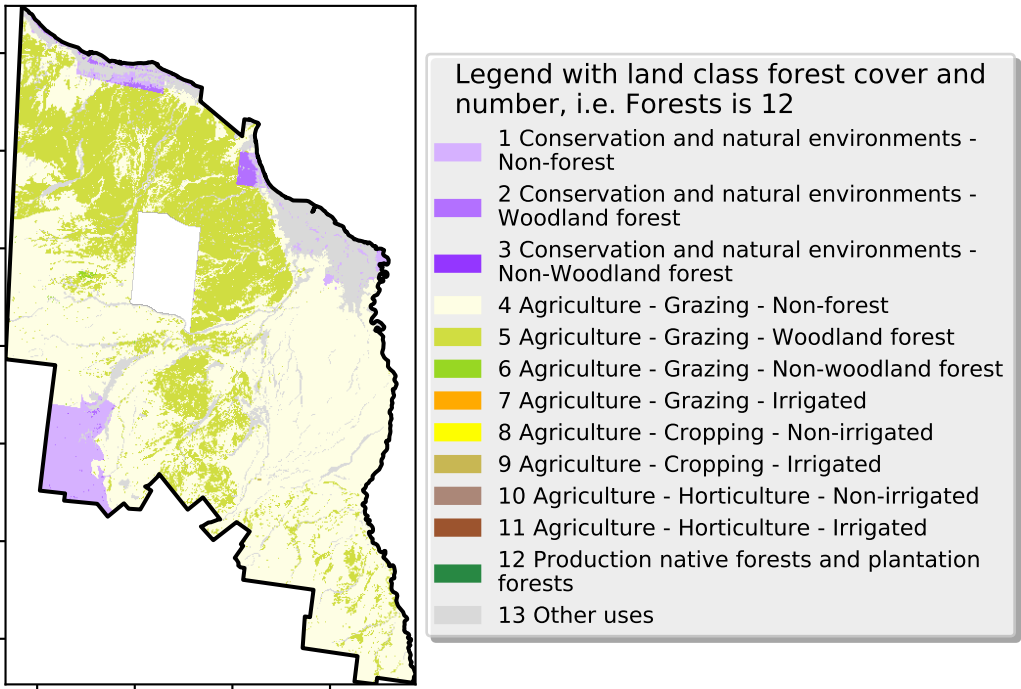 Legend with land class forest cover and
number, i.e. Forests is 12
1 Conservation and natural environments -
Non-forest
2 Conservation and natural environments -
Woodland forest
3 Conservation and natural environments -
Non-Woodland forest
4 Agriculture - Grazing - Non-forest
5 Agriculture - Grazing - Woodland forest
6 Agriculture - Grazing - Non-woodland forest
7 Agriculture - Grazing - Irrigated
8 Agriculture - Cropping - Non-irrigated
9 Agriculture - Cropping - Irrigated
10 Agriculture - Horticulture - Non-irrigated
11 Agriculture - Horticulture - Irrigated
12 Production native forests and plantation
forests
13 Other uses